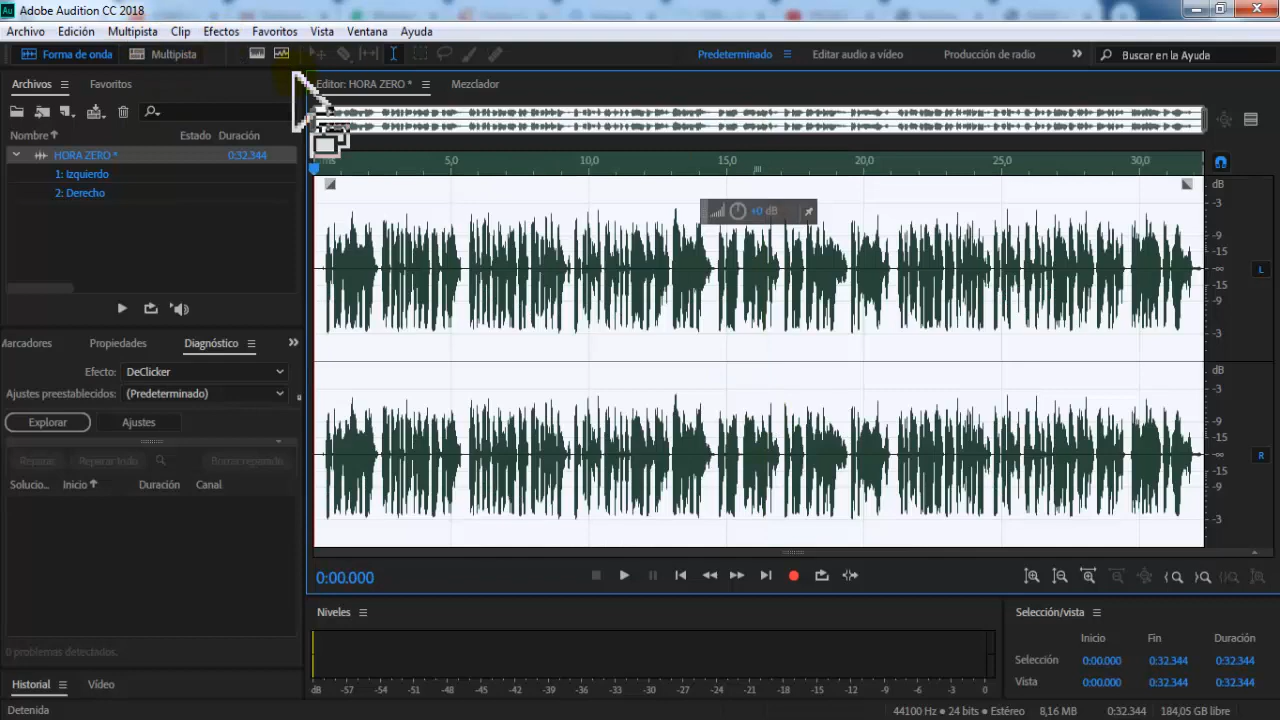 Au Adobe Audition CC 2018
Archivo Edición Multipista Clip Efectos Favoritos Vista Ventana Ayuda
Forma de onda Multipista Predeterminado Editar audio a vídeo Producción de radio Buscar en la Ayuda
Archivos Favoritos Editor: HORA ZERO * Mezclador
Nombre Estado Duración
HORA ZERO * 0:32.344
1: Izquierdo
2: Derecho
hms 5,0 10,0 15,0 20,0 25,0 30,0
+0 dB
dB
-3
-9
-15
-∞
-15
-9
-3
L
dB
-3
-9
-15
-∞
-15
-9
-3
R
Marcadores Propiedades Diagnóstico
Efecto: DeClicker
Ajustes preestablecidos: (Predeterminado)
Explorar Ajustes
Reparar Reparar todo Borrar reparado
Solucio... Inicio Duración Canal
0 problemas detectados.
0:00.000
Niveles
dB -57 -54 -51 -48 -45 -42 -39 -36 -33 -30 -27 -24 -21 -18 -15 -12 -9 -6 -3 0
Selección/vista
Inicio Fin Duración
Selección 0:00.000 0:32.344 0:32.344
Vista 0:00.000 0:32.344 0:32.344
Historial Vídeo
Detenida 44100 Hz • 24 bits • Estéreo 8,16 MB 0:32.344 184,05 GB libre